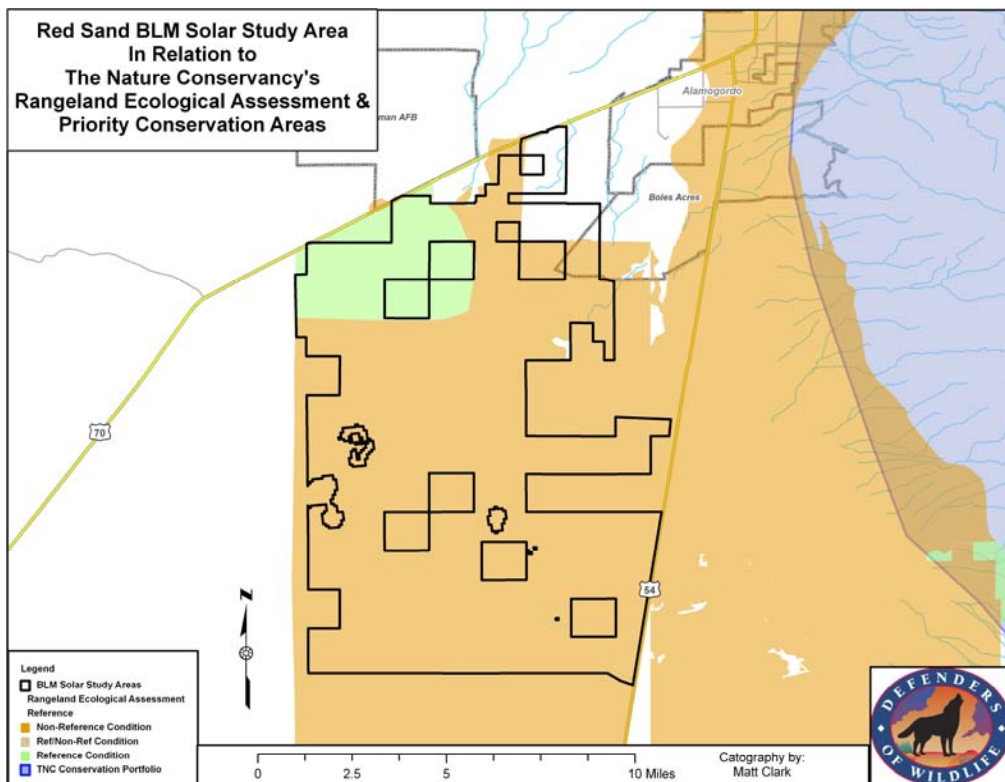 Red Sand BLM Solar Study Area
In Relation to
The Nature Conservancy's
Rangeland Ecological Assessment &
Priority Conservation Areas
man AFB
Alamogordo
Boles Acres
70
54
N
Legend
BLM Solar Study Areas
Rangeland Ecological Assessment
Reference
Non-Reference Condition
Ref/Non-Ref Condition
Reference Condition
TNC Conservation Portfolio
0 2.5 5 10 Miles
Catography by:
Matt Clark
DEFENDERS
OF WILDLIFE